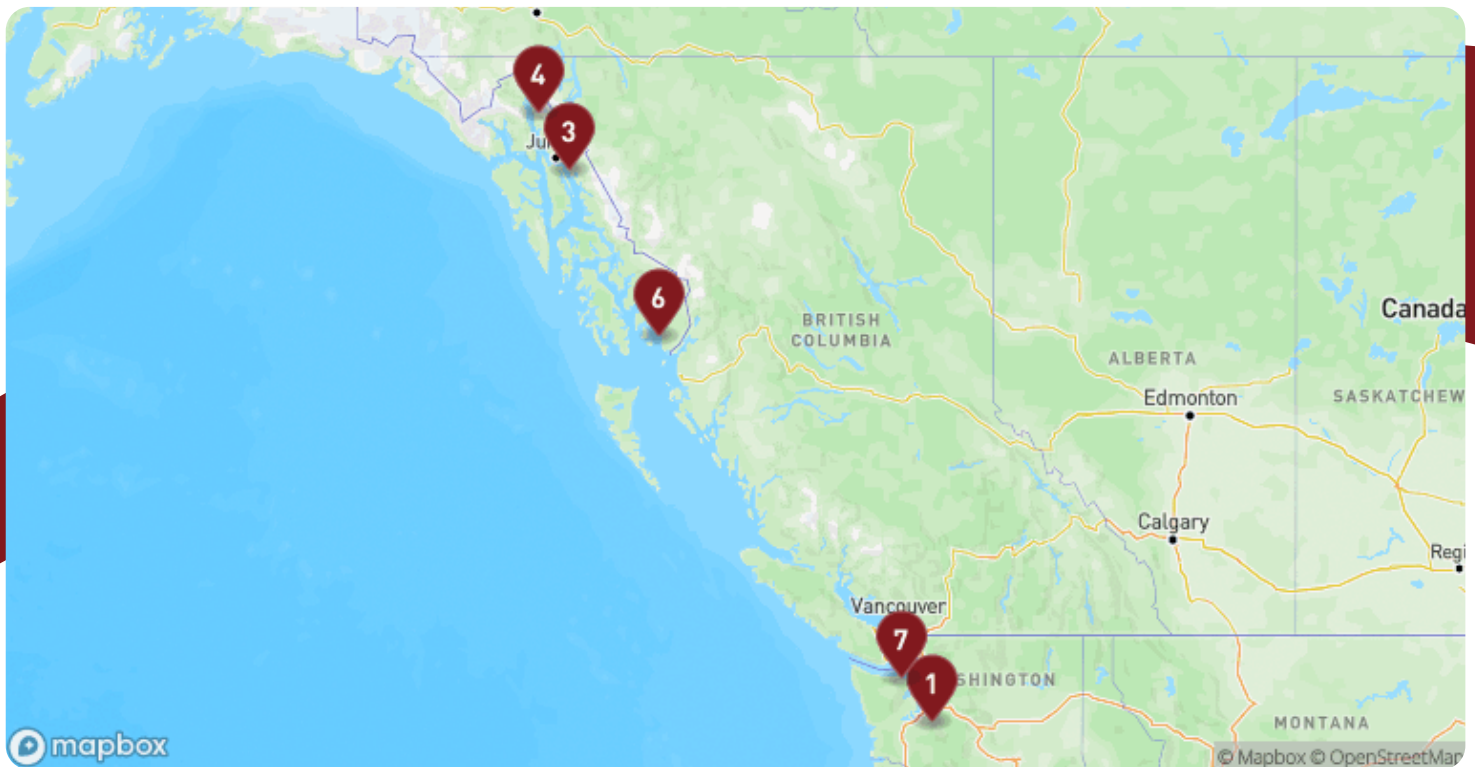 4
3
Ju
6
BRITISH
COLUMBIA
Canada
ALBERTA
Edmonton
SASKATCHEW
Calgary
Regi
Vancouver
7
1
SHINGTON
MONTANA
mapbox
© Mapbox © OpenStreetMap